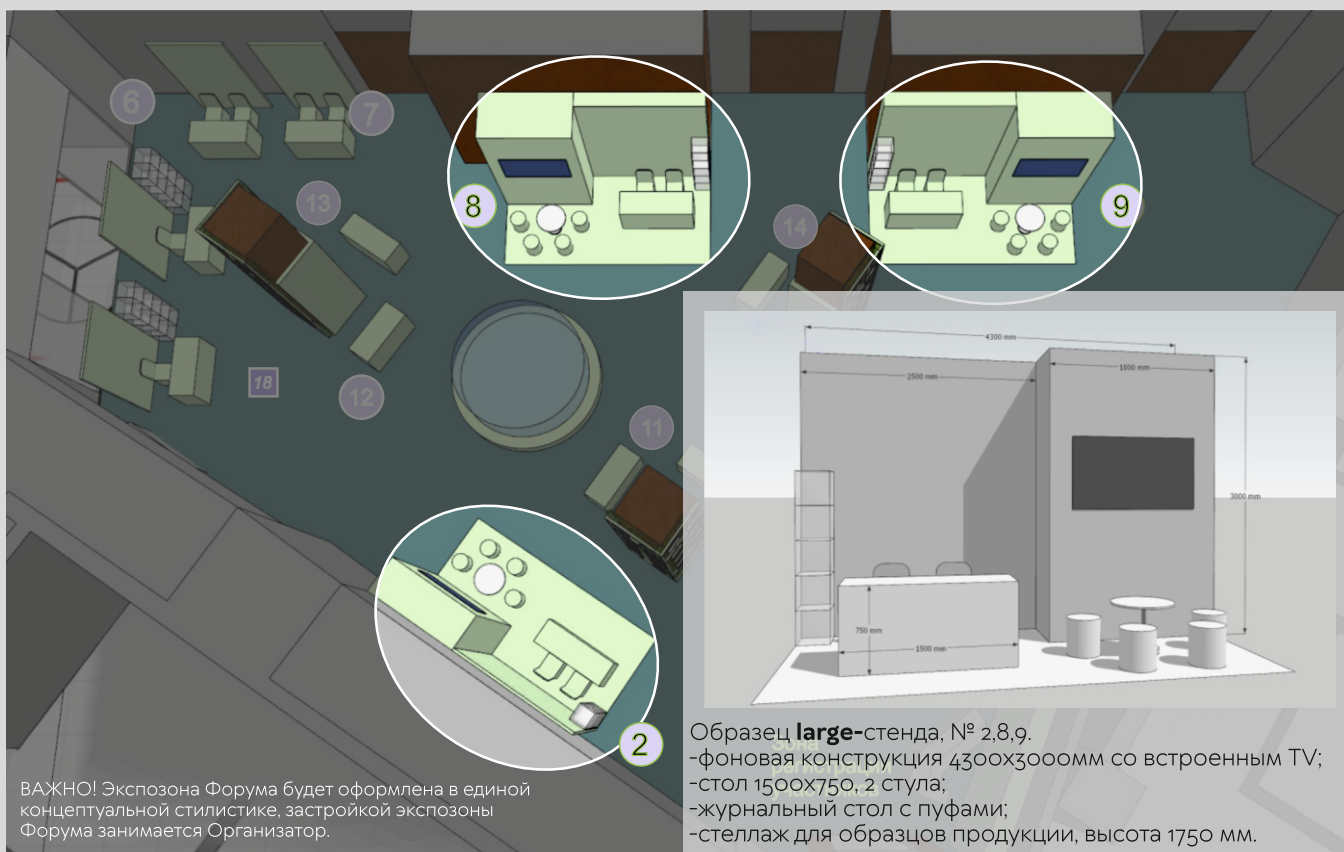 6
7
8
9
13
14
18
12
11
2
4300 mm
2500 mm
1800 mm
3000 mm
750 mm
1500 mm
ВАЖНО! Экспозона Форума будет оформлена в единой
концептуальной стилистике, застройкой экспозоны
Форума занимается Организатор.
Образец large-стенда, № 2,8,9.
-фоновая конструкция 4300х3000мм со встроенным TV;
-стол 1500х750, 2 стула;
-журнальный стол с пуфами;
-стеллаж для образцов продукции, высота 1750 мм.
Зона
регистрации
участников